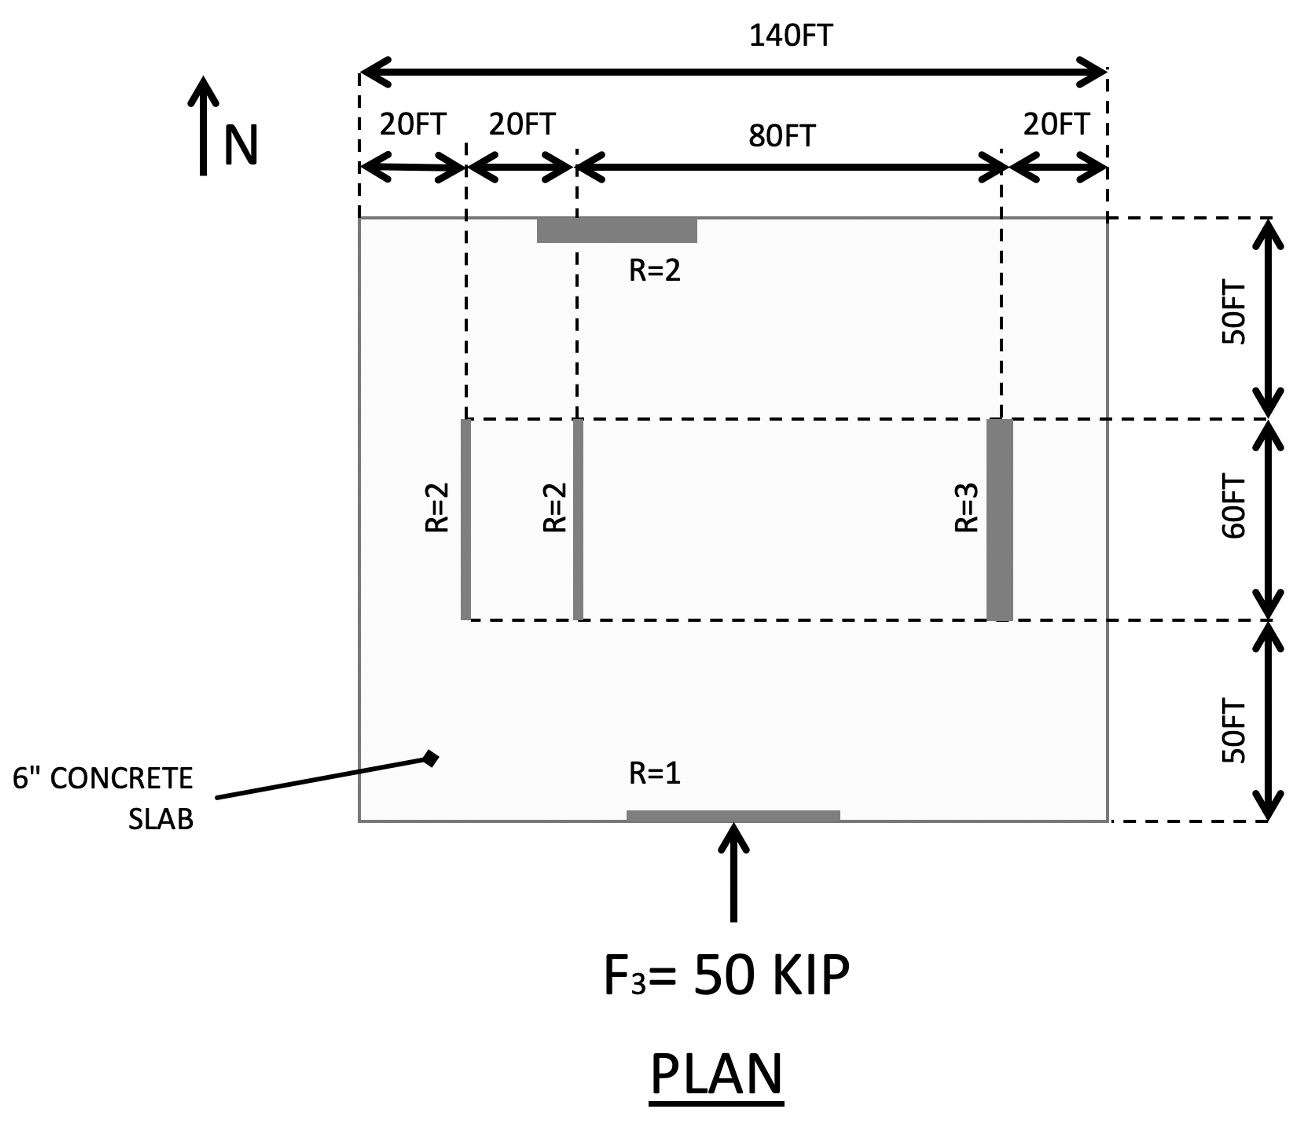 140FT
20FT 20FT 80FT 20FT
N
R=2
50FT
R=2 R=2 R=3
60FT
50FT
6" CONCRETE
SLAB
R=1
F₃= 50 KIP
PLAN